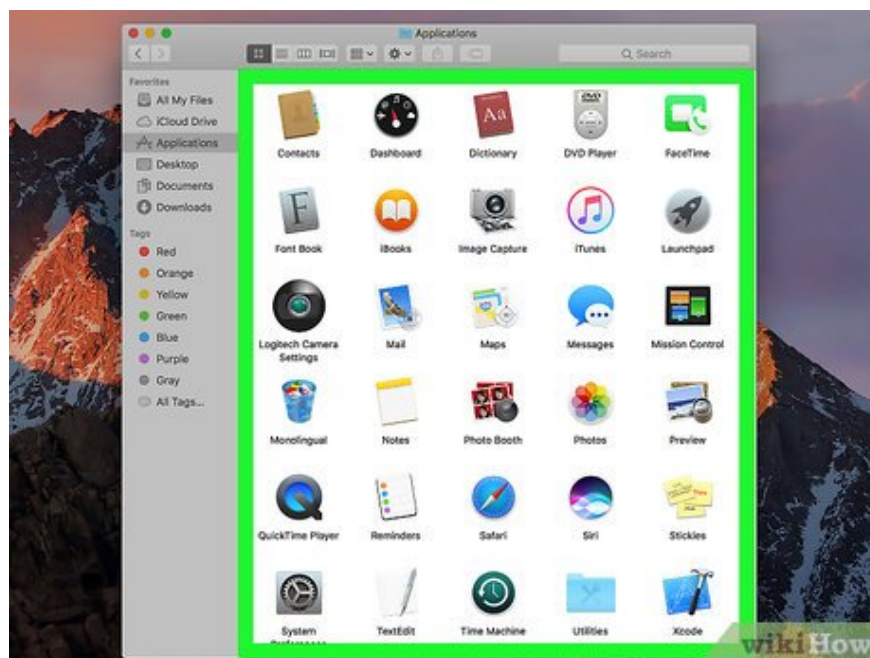 Applications
Search
Favorites
All My Files
iCloud Drive
Applications
Desktop
Documents
Downloads
Tags
Red
Orange
Yellow
Green
Blue
Purple
Gray
All Tags...
Contacts
Dashboard
Dictionary
DVD Player
FaceTime
Font Book
iBooks
Image Capture
iTunes
Launchpad
Logitech Camera
Settings
Mail
Maps
Messages
Mission Control
Monolingual
Notes
Photo Booth
Photos
Preview
QuickTime Player
Reminders
Safari
Siri
Stickies
System
TextEdit
Time Machine
Utilities
Xcode
DVD
Aa
F
wikiHow